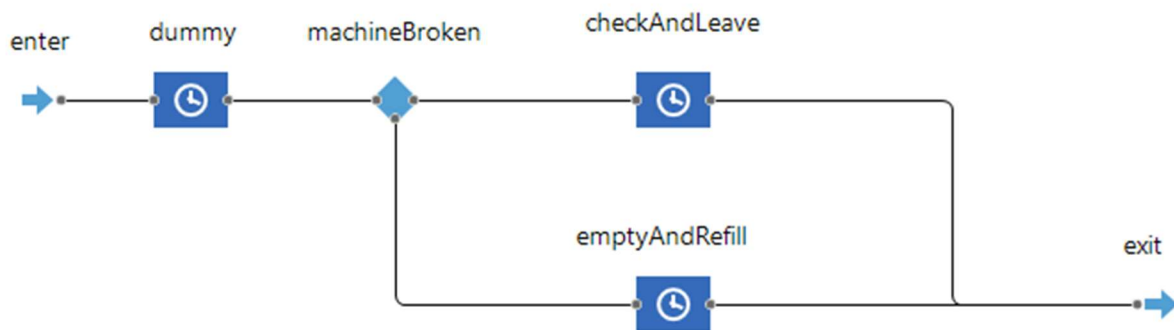 enter
dummy
machineBroken
checkAndLeave
emptyAndRefill
exit